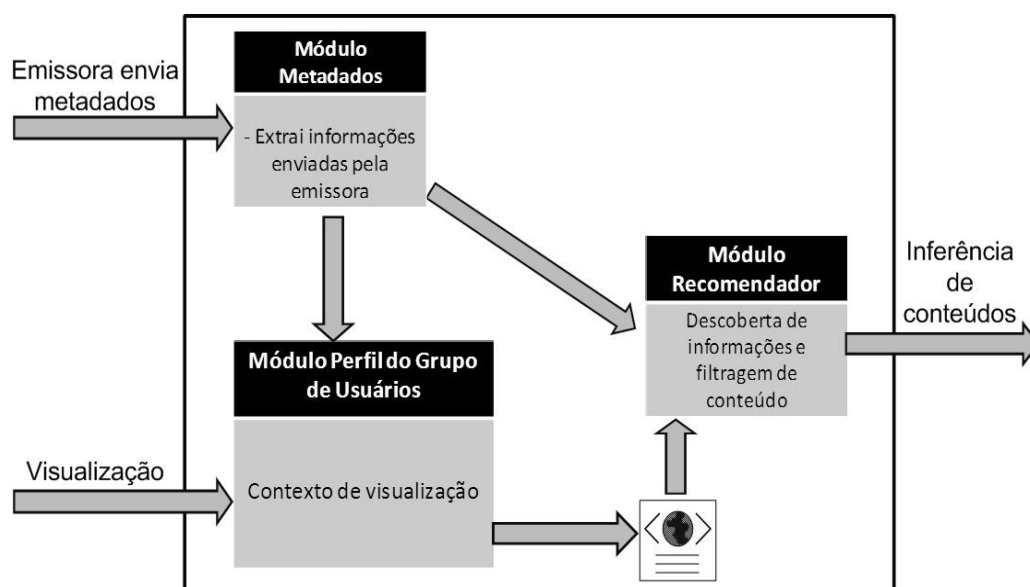 Emissora envia
metadados
Módulo
Metadados
- Extrai informações
enviadas pela
emissora
Módulo
Recomendador
Descoberta de
informações e
filtragem de
conteúdo
Inferência
de
conteúdos
Módulo Perfil do Grupo
de Usuários
Contexto de visualização
Visualização